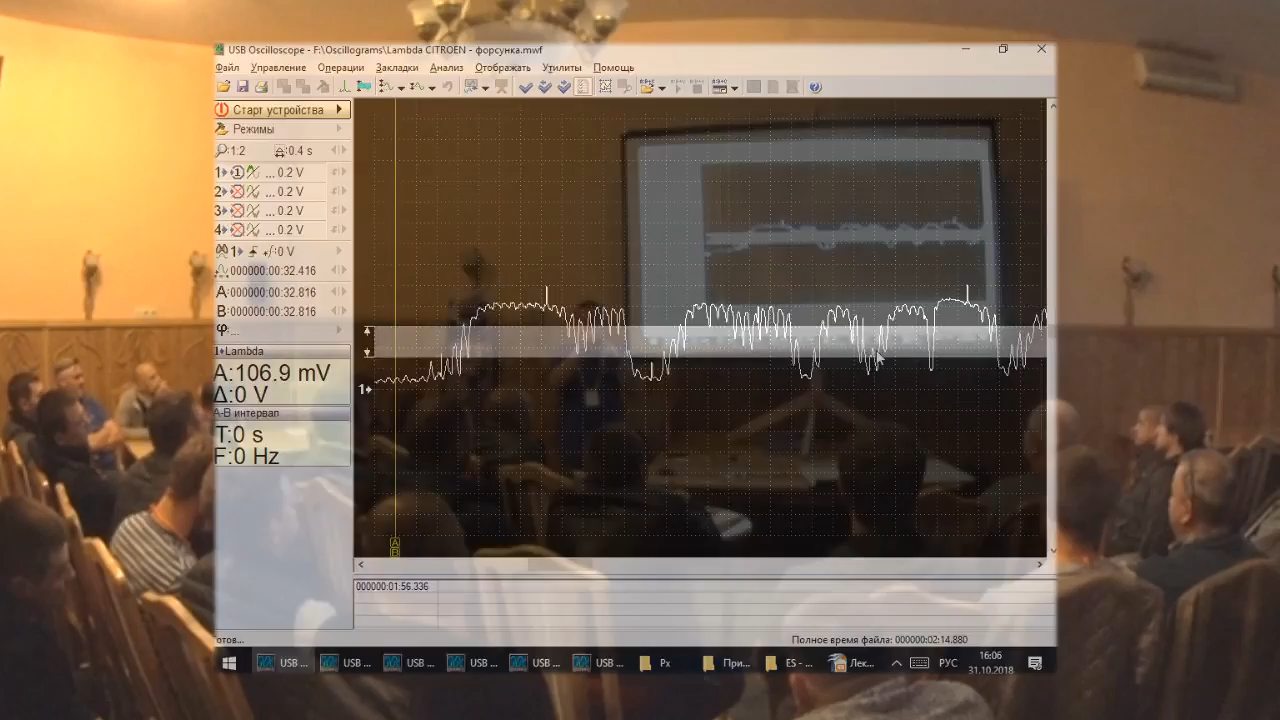 USB Oscilloscope - F:\Oscillograms\Lambda CITROEN - форсунка.mwf
Файл Управление Операции Закладки Анализ Отображать Утилиты Помощь
Старт устройства
Режимы
:1:2 :0.4 s
1 1 ... 0.2 V
2 ... 0.2 V
3 ... 0.2 V
4 ... 0.2 V
1 +/-:0 V
000000:00:32.416
A:000000:00:32.816
B:000000:00:32.816
φ:...
1 Lambda
A:106.9 mV
Δ:0 V
A-B интервал
T:0 s
F:0 Hz
1
A
B
000000:01:56.336
отов...
Полное время файла: 000000:02:14.880
USB ... USB ... USB ... USB ... USB ... USB ... Px При... ES - ... Лек... РУС
16:06
31.10.2018